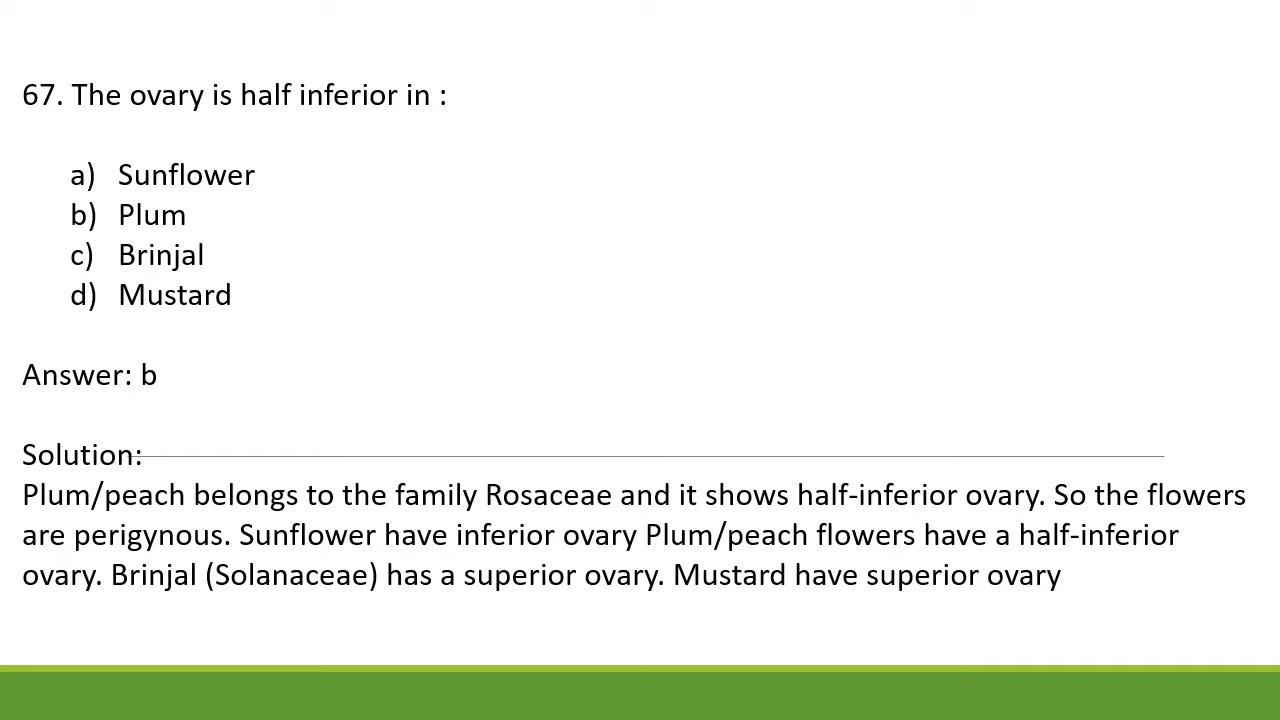 67. The ovary is half inferior in :
a) Sunflower
b) Plum
c) Brinjal
d) Mustard
Answer: b
Solution:
Plum/peach belongs to the family Rosaceae and it shows half-inferior ovary. So the flowers
are perigynous. Sunflower have inferior ovary Plum/peach flowers have a half-inferior
ovary. Brinjal (Solanaceae) has a superior ovary. Mustard have superior ovary